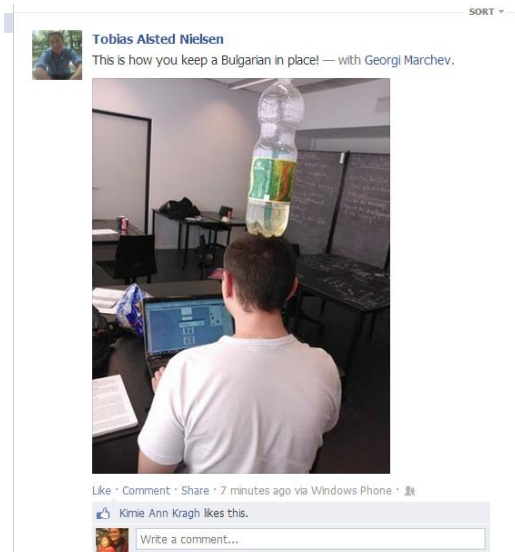 SORT
Tobias Alsted Nielsen
This is how you keep a Bulgarian in place! — with Georgi Marchev.
Like · Comment · Share · 7 minutes ago via Windows Phone ·
Kimie Ann Kragh likes this.
Write a comment...